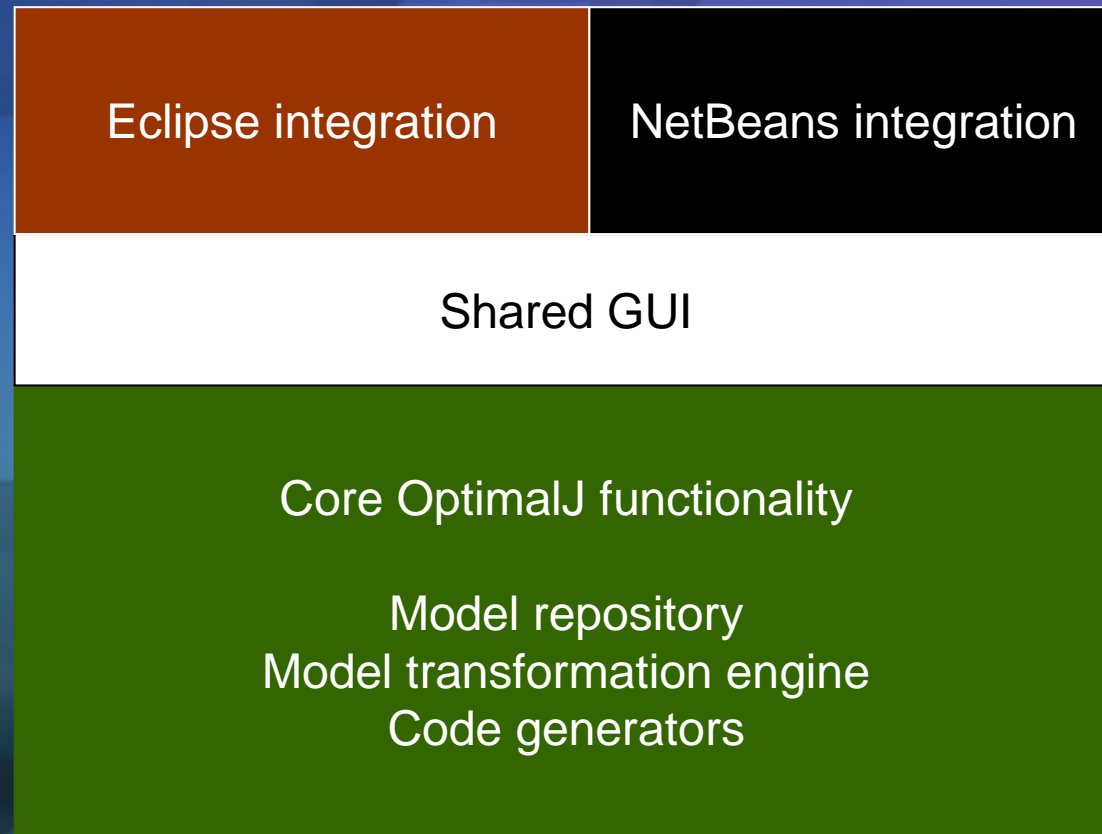 Eclipse integration
NetBeans integration
Shared GUI
Core OptimalJ functionality
Model repository
Model transformation engine
Code generators